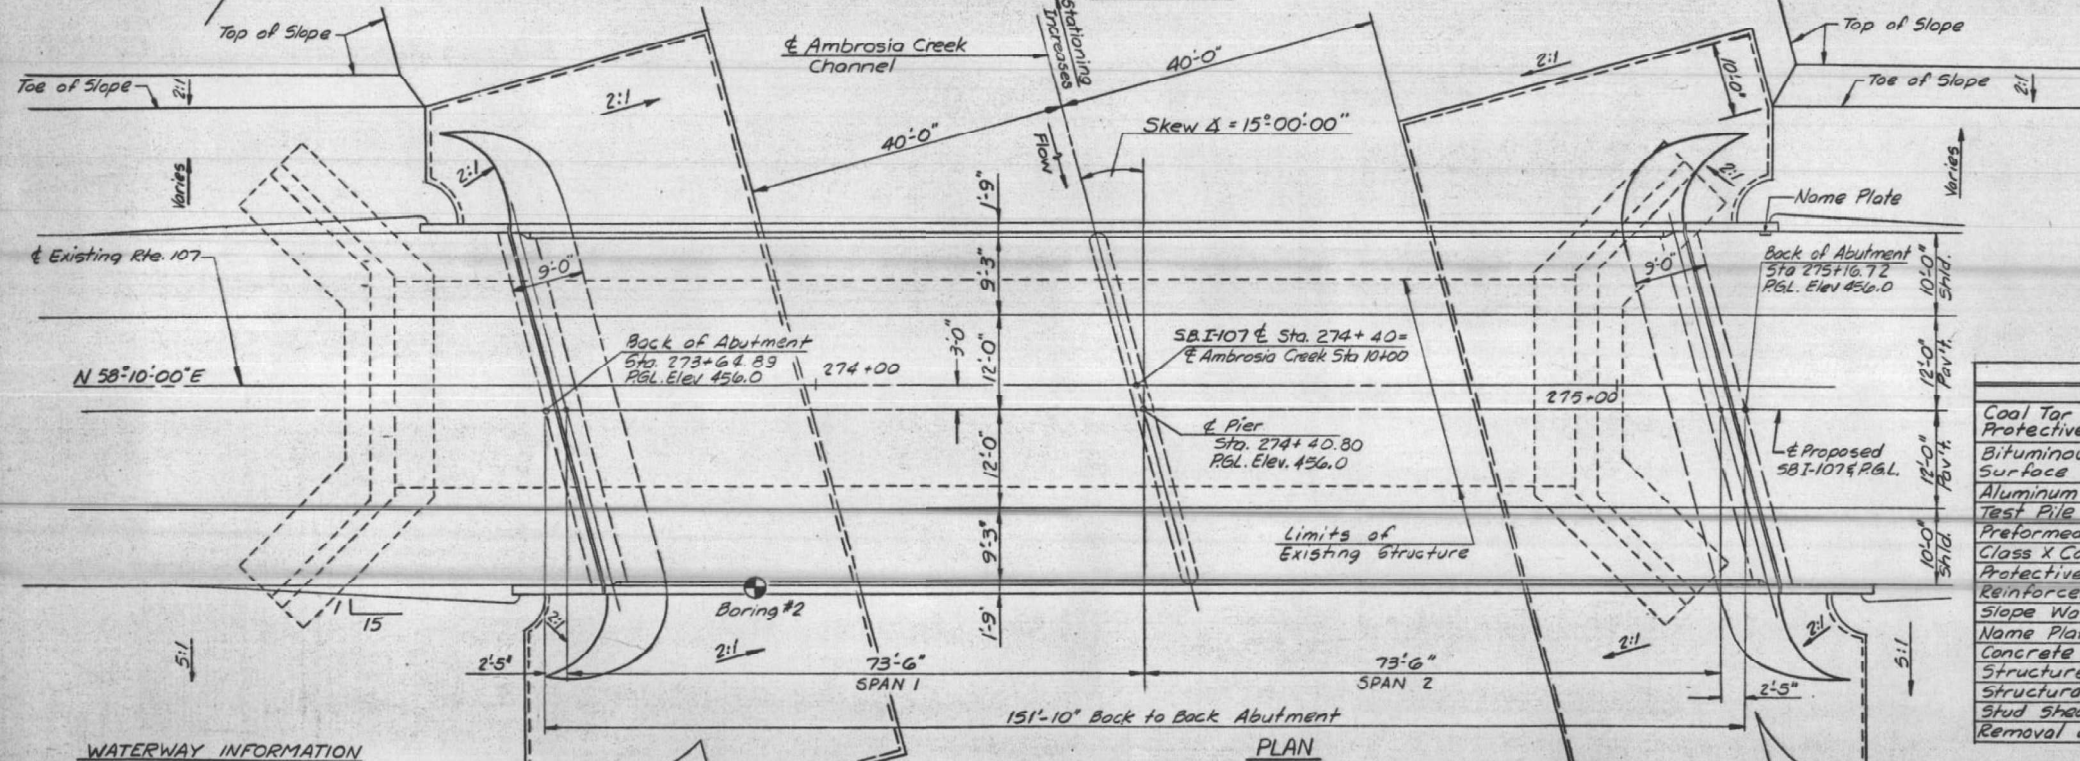 Top of Slope
Toe of Slope
2:1
Varies
℄ Existing Rte. 107
N 58°-10'-00" E
5:1
15
WATERWAY INFORMATION
2:1
2:1
9'-0"
Back of Abutment
Sta. 273+64.89
P.G.L. Elev 456.0
274+00
2'-5"
2:1
2:1
Boring #2
℄ Ambrosia Creek
Channel
Stationing
Increases
Flow
40'-0"
40'-0"
Skew ∡ = 15°-00'-00"
1'-9"
9'-3"
12'-0"
3'-0"
12'-0"
9'-3"
1'-9"
S.B.I-107 ℄ Sta. 274+40=
℄ Ambrosia Creek Sta 10+00
℄ Pier
Sta. 274+40.80
P.G.L. Elev. 456.0
Limits of
Existing Structure
73'-6"
SPAN 1
73'-6"
SPAN 2
2'-5"
151'-10" Back to Back Abutment
PLAN
2:1
10'-0"
2:1
9'-0"
275+00
2:1
2:1
5:1
Top of Slope
Toe of Slope
2:1
Varies
Name Plate
Back of Abutment
Sta 275+16.72
P.G.L. Elev 456.0
10'-0"
Shld.
12'-0"
Pav't.
12'-0"
Pav't.
10'-0"
Shld.
℄ Proposed
SBI-107 & P.G.L.
Coal Tar
Protective
Bituminou
Surface
Aluminum
Test Pile
Preformed
Class X Co
Protective
Reinforce
Slope Wa
Name Plat
Concrete
Structure
Structura
Stud Shea
Removal